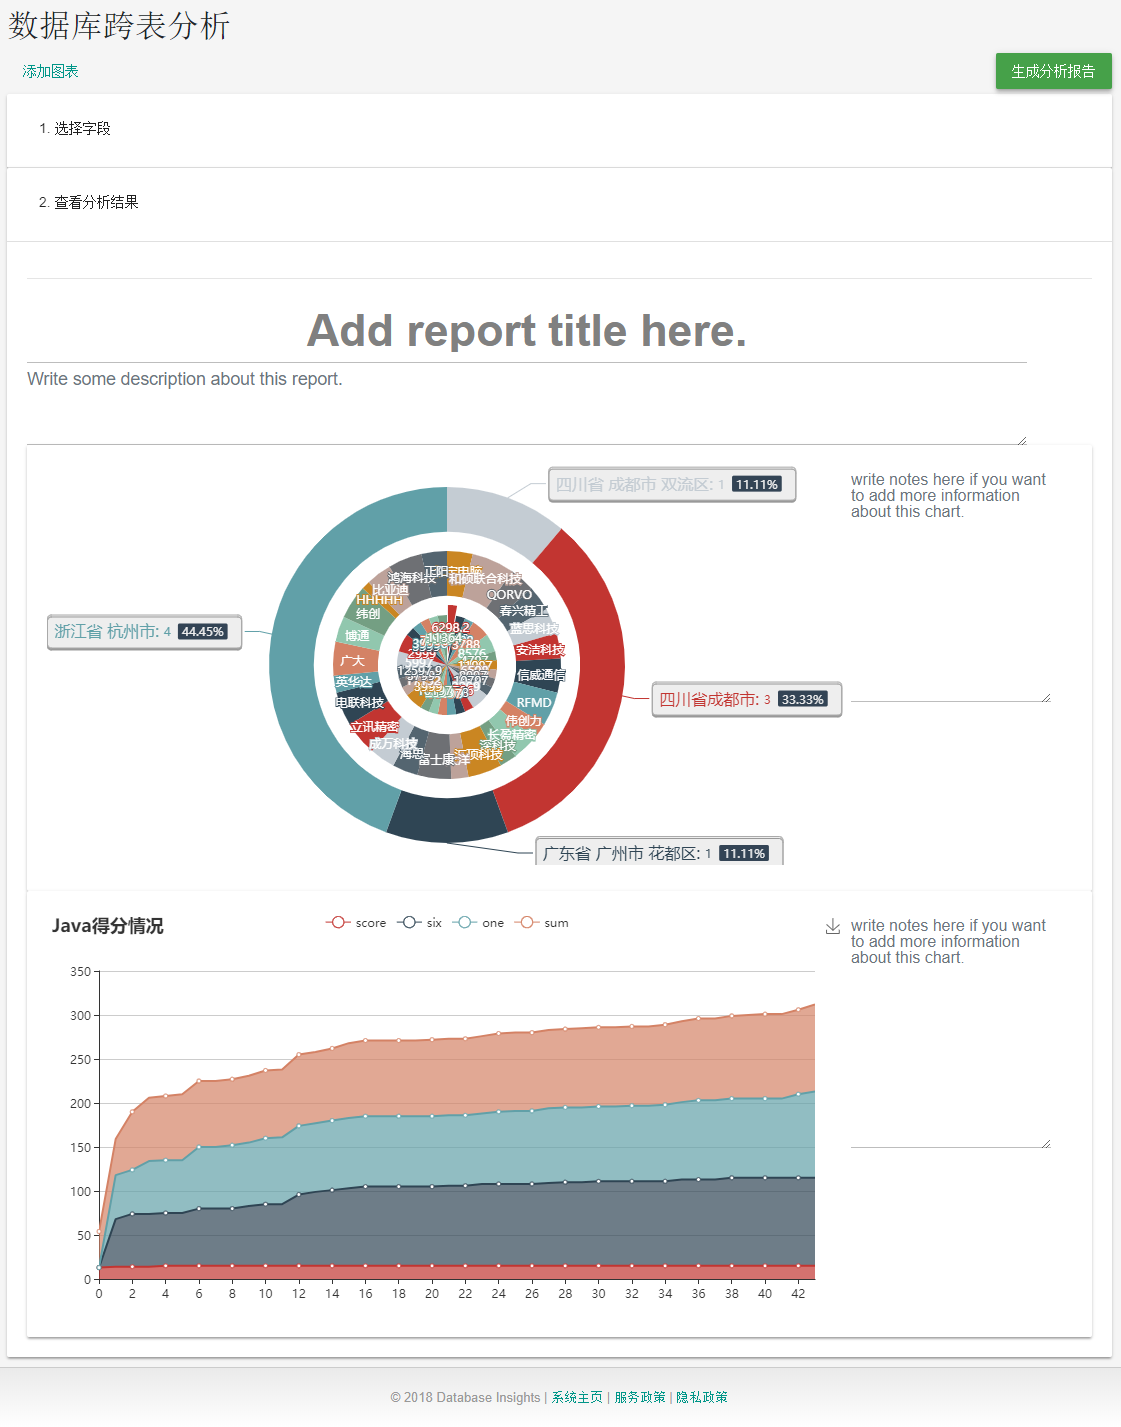 数据库跨表分析
添加图表
生成分析报告
1. 选择字段
2. 查看分析结果
Add report title here.
Write some description about this report.
四川省 成都市 双流区: 1 11.11%
write notes here if you want
to add more information
about this chart.
浙江省 杭州市: 4 44.45%
四川省成都市: 3 33.33%
广东省 广州市 花都区: 1 11.11%
鸿海科技
正阳
和硕联合科技
比亚迪
QORVO
HHHHH
春兴精工
纬创
蓝思科技
博通
安洁科技
广大
信威通信
英华达
RFMD
电联科技
伟创力
立讯精密
长盈精密
成万科技
深科技
海思
富士康
汇顶科技
6298.2
11364
3788
8576
5997
12597.9
Java得分情况
score six one sum
write notes here if you want
to add more information
about this chart.
350
300
250
200
150
100
50
0
0 2 4 6 8 10 12 14 16 18 20 22 24 26 28 30 32 34 36 38 40 42
© 2018 Database Insights | 系统主页 | 服务政策 | 隐私政策